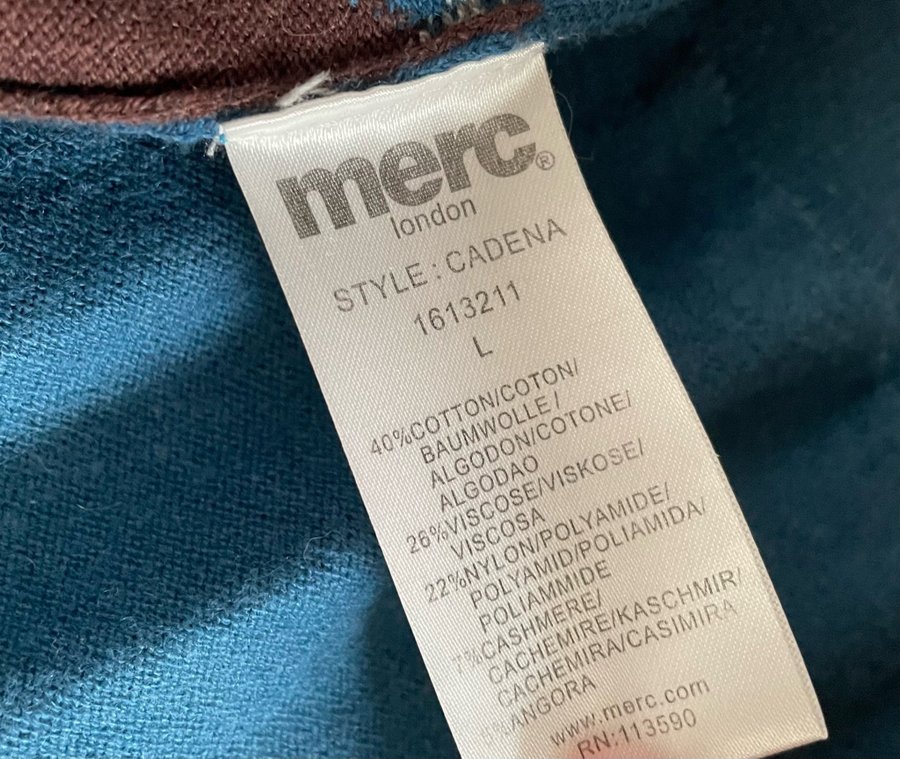 merc®
london
STYLE : CADENA
1613211
L
40%COTTON/COTON/
BAUMWOLLE/
ALGODON/COTONE/
ALGODAO
26%VISCOSE/VISKOSE/
VISCOSA
22%NYLON/POLYAMIDE/
POLYAMID/POLIAMIDA/
POLIAMMIDE
7%CASHMERE/
CACHEMIRE/KASCHMIR/
CACHEMIRA/CASIMIRA
ANGORA
www.merc.com
RN:113590